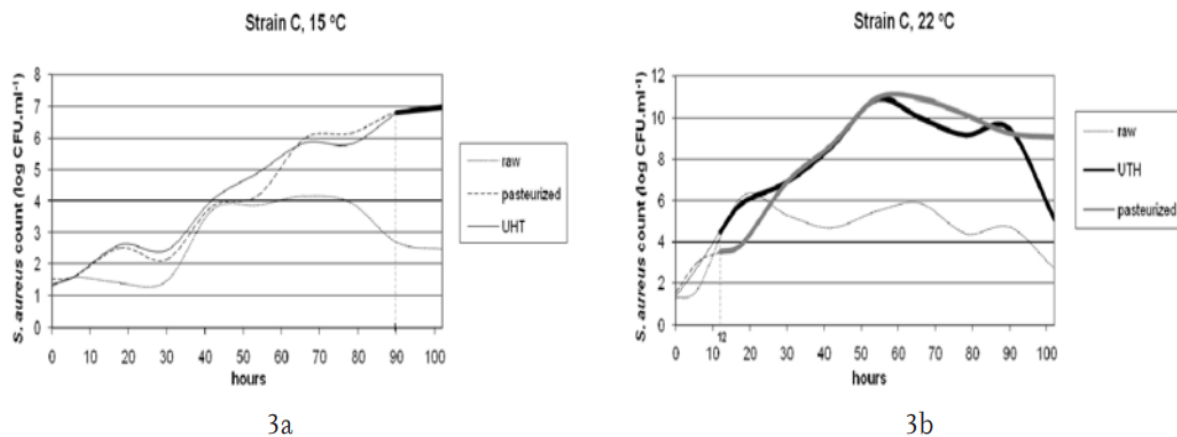 Strain C, 15 ºC
S. aureus count (log CFU.ml⁻¹)
8
7
6
5
4
3
2
1
0
0 10 20 30 40 50 60 70 80 90 100
hours
raw
pasteurized
UHT
3a
Strain C, 22 ºC
S. aureus count (log CFU.ml⁻¹)
12
10
8
6
4
2
0
0 10 12 20 30 40 50 60 70 80 90 100
hours
raw
UTH
pasteurized
3b